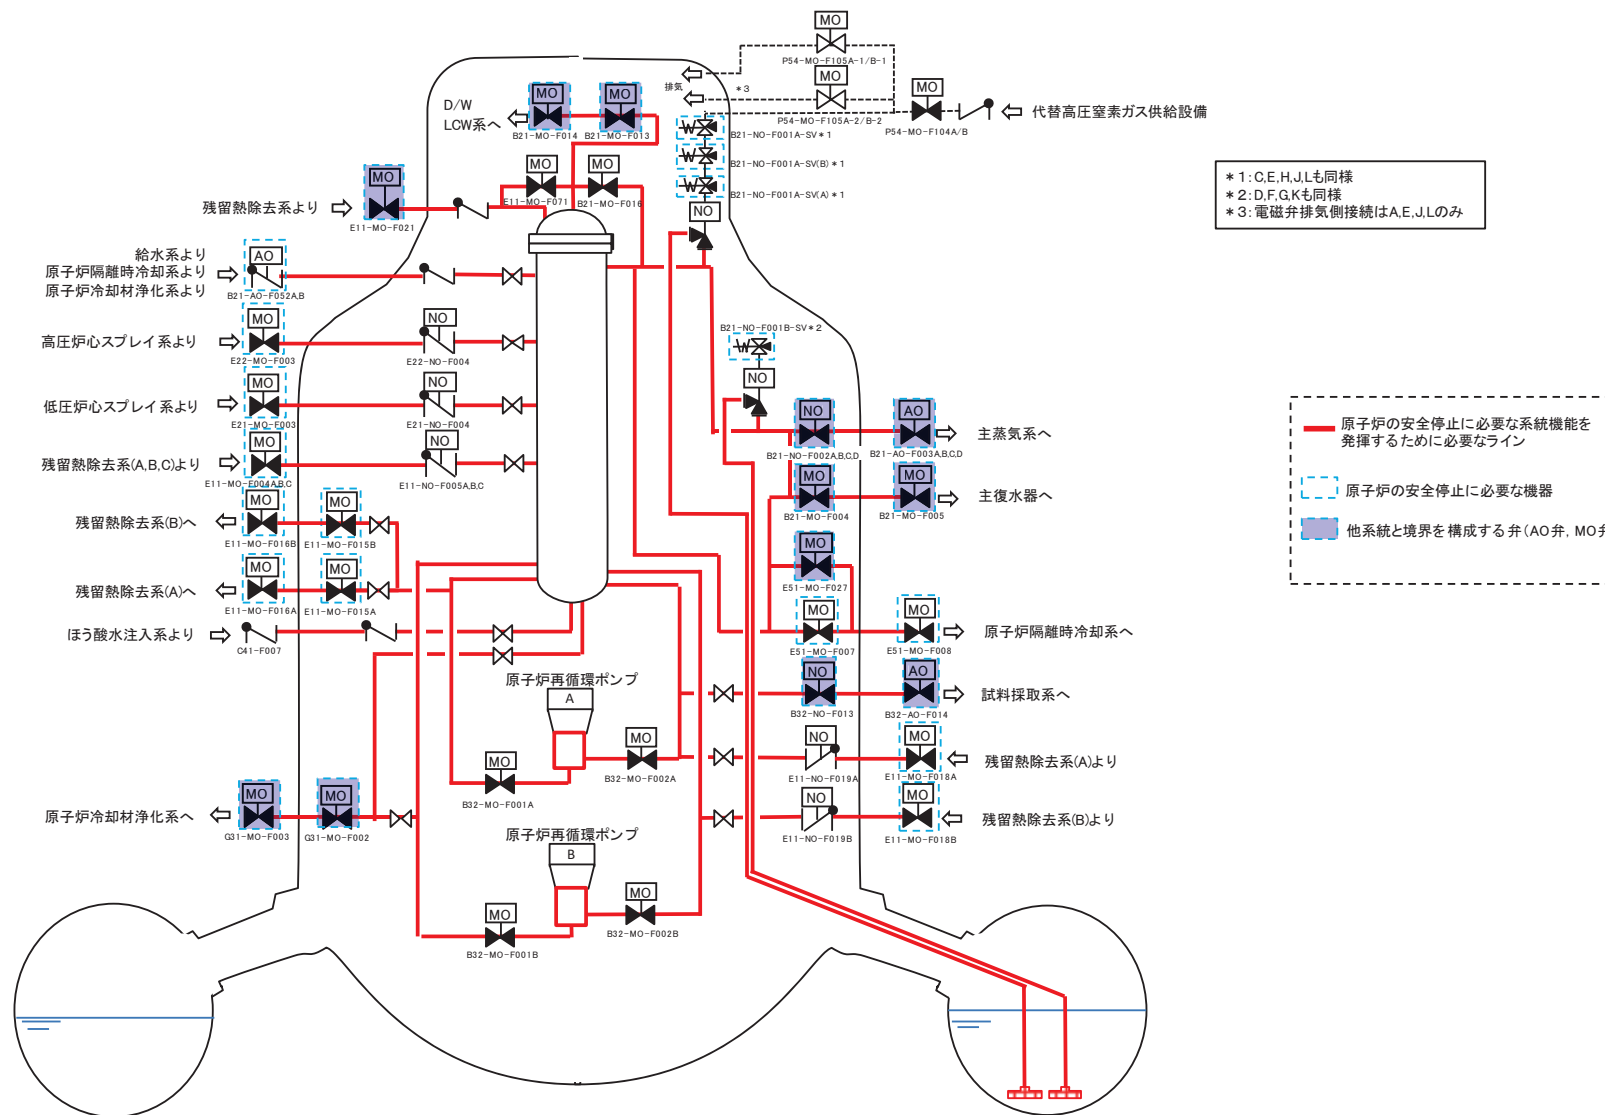 MO
P54-MO-F105A-1/B-1
排気
*3
MO
P54-MO-F105A-2/B-2
MO
P54-MO-F104A/B
代替高圧窒素ガス供給設備
D/W
LCW系へ
MO
B21-MO-F014
MO
B21-MO-F013
B21-NO-F001A-SV*1
B21-NO-F001A-SV(B)*1
B21-NO-F001A-SV(A)*1
NO
*1:C,E,H,J,Lも同様
*2:D,F,G,Kも同様
*3:電磁弁排気側接続はA,E,J,Lのみ
残留熱除去系より
MO
E11-MO-F021
MO
E11-MO-F071
MO
B21-MO-F016
給水系より
原子炉隔離時冷却系より
原子炉冷却材浄化系より
AO
B21-AO-F052A,B
高圧炉心スプレイ系より
MO
E22-MO-F003
NO
E22-NO-F004
B21-NO-F001B-SV*2
NO
低圧炉心スプレイ系より
MO
E21-MO-F003
NO
E21-NO-F004
NO
B21-NO-F002A,B,C,D
AO
B21-AO-F003A,B,C,D
主蒸気系へ
原子炉の安全停止に必要な系統機能を
発揮するために必要なライン
原子炉の安全停止に必要な機器
他系統と境界を構成する弁(AO弁, MO弁
残留熱除去系(A,B,C)より
MO
E11-MO-F004A,B,C
NO
E11-NO-F005A,B,C
MO
B21-MO-F004
MO
B21-MO-F005
主復水器へ
残留熱除去系(B)へ
MO
E11-MO-F016B
MO
E11-MO-F015B
MO
E51-MO-F027
残留熱除去系(A)へ
MO
E11-MO-F016A
MO
E11-MO-F015A
MO
E51-MO-F007
MO
E51-MO-F008
原子炉隔離時冷却系へ
ほう酸水注入系より
C41-F007
原子炉再循環ポンプ
A
NO
B32-NO-F013
AO
B32-AO-F014
試料採取系へ
MO
B32-MO-F001A
MO
B32-MO-F002A
NO
E11-NO-F019A
MO
E11-MO-F018A
残留熱除去系(A)より
原子炉冷却材浄化系へ
MO
G31-MO-F003
MO
G31-MO-F002
原子炉再循環ポンプ
B
NO
E11-NO-F019B
MO
E11-MO-F018B
残留熱除去系(B)より
MO
B32-MO-F001B
MO
B32-MO-F002B